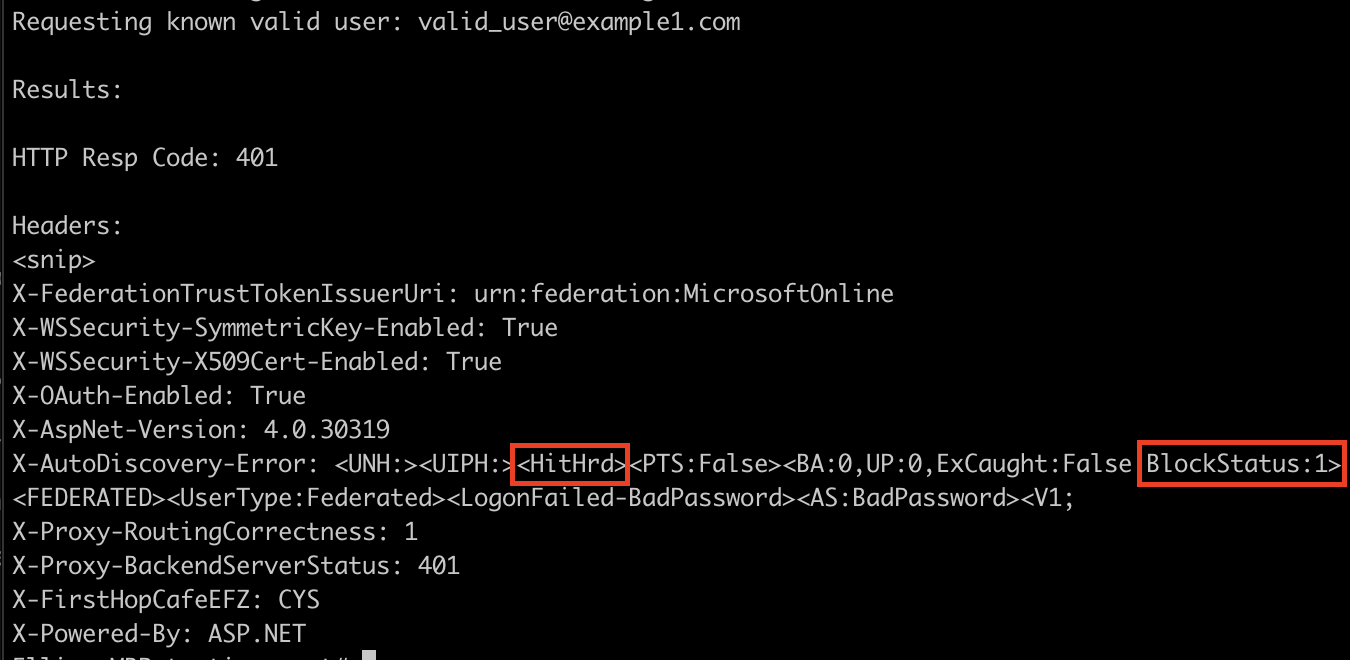 Requesting known valid user: valid_user@example1.com
Results:
HTTP Resp Code: 401
Headers:
<snip>
X-FederationTrustTokenIssuerUri: urn:federation:MicrosoftOnline
X-WSSecurity-SymmetricKey-Enabled: True
X-WSSecurity-X509Cert-Enabled: True
X-OAuth-Enabled: True
X-AspNet-Version: 4.0.30319
X-AutoDiscovery-Error: <UNH:><UIPH:><HitHrd><PTS:False><BA:0,UP:0,ExCaught:False BlockStatus:1>
<FEDERATED><UserType:Federated><LogonFailed-BadPassword><AS:BadPassword><V1;
X-Proxy-RoutingCorrectness: 1
X-Proxy-BackendServerStatus: 401
X-FirstHopCafeEFZ: CYS
X-Powered-By: ASP.NET